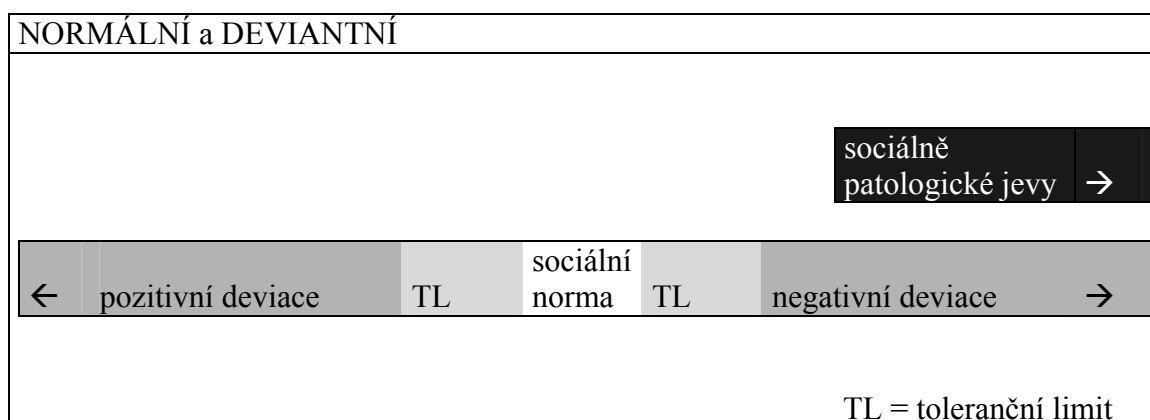 NORMÁLNÍ a DEVIANTNÍ
sociálně
patologické jevy →
sociální
← pozitivní deviace TL norma TL negativní deviace →
TL = toleranční limit